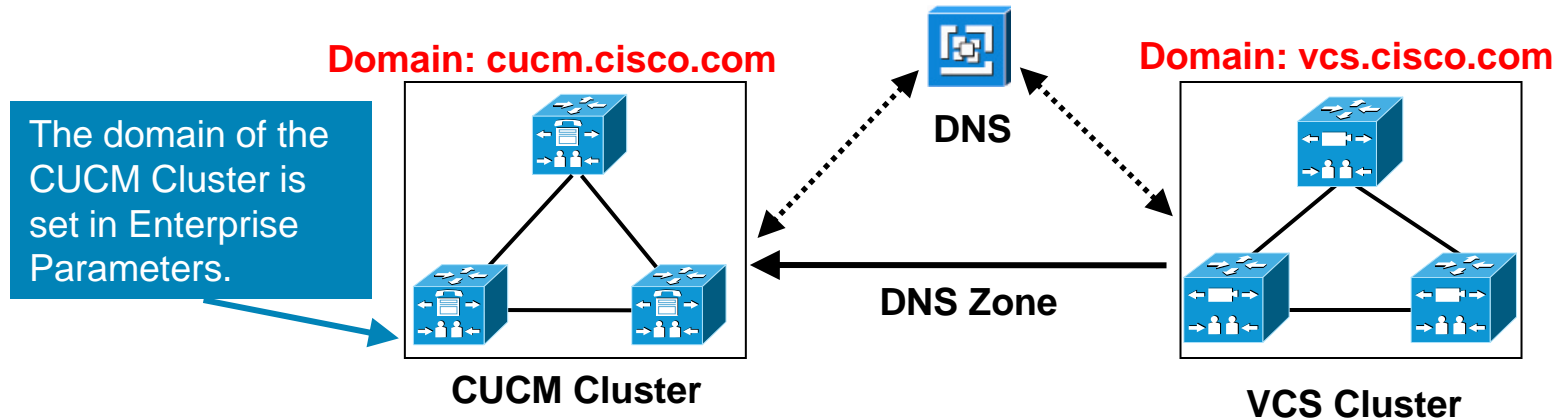 Domain: cucm.cisco.com
Domain: vcs.cisco.com
The domain of the
CUCM Cluster is
set in Enterprise
Parameters.
DNS
DNS Zone
CUCM Cluster
VCS Cluster